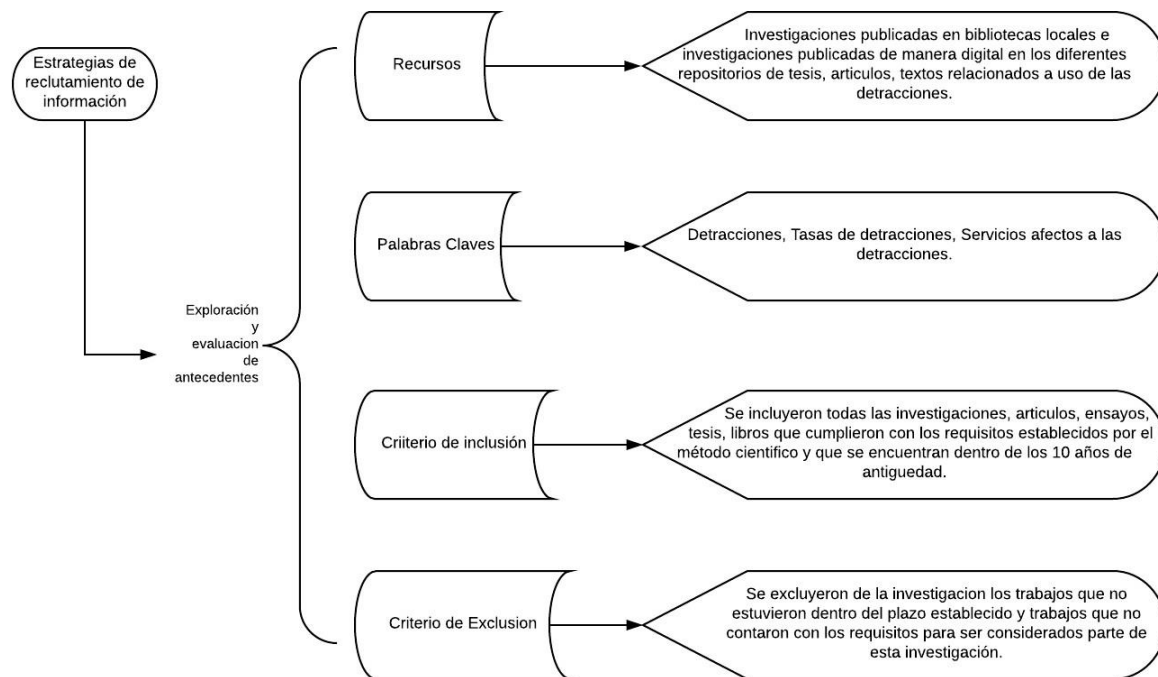 Estrategias de
reclutamiento de
información
Exploración
y
evaluacion
de
antecedentes
Recursos
Investigaciones publicadas en bibliotecas locales e
investigaciones publicadas de manera digital en los diferentes
repositorios de tesis, articulos, textos relacionados a uso de las
detracciones.
Palabras Claves
Detracciones, Tasas de detracciones, Servicios afectos a las
detracciones.
Criiterio de inclusión
Se incluyeron todas las investigaciones, articulos, ensayos,
tesis, libros que cumplieron con los requisitos establecidos por el
método cientifico y que se encuentran dentro de los 10 años de
antiguedad.
Criterio de Exclusion
Se excluyeron de la investigacion los trabajos que no
estuvieron dentro del plazo establecido y trabajos que no
contaron con los requisitos para ser considerados parte de
esta investigación.